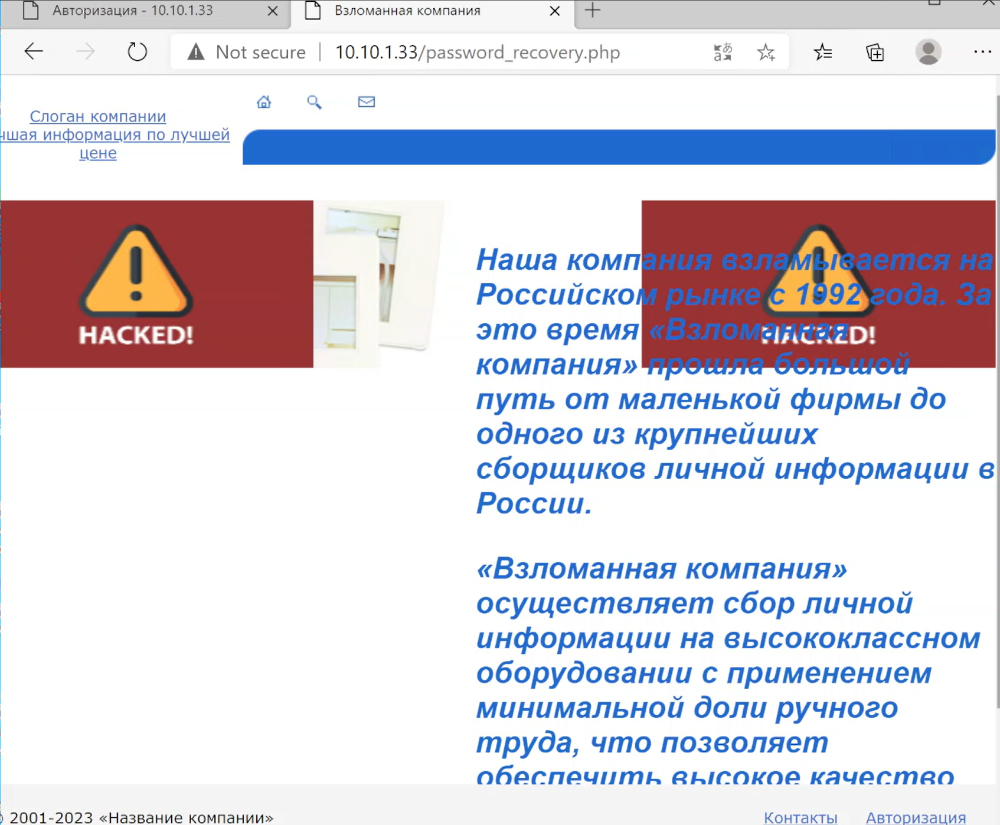 Авторизация - 10.10.1.33
Взломанная компания
Not secure
10.10.1.33/password_recovery.php
Слоган компании
чшая информация по лучшей
цене
HACKED!
HACKED!
Наша компания взламывается на
Российском рынке с 1992 года. За
это время «Взломанная
компания» прошла большой
путь от маленькой фирмы до
одного из крупнейших
сборщиков личной информации в
России.
«Взломанная компания»
осуществляет сбор личной
информации на высококлассном
оборудовании с применением
минимальной доли ручного
труда, что позволяет
обеспечить высокое качество
2001-2023 «Название компании»
Контакты
Авторизация